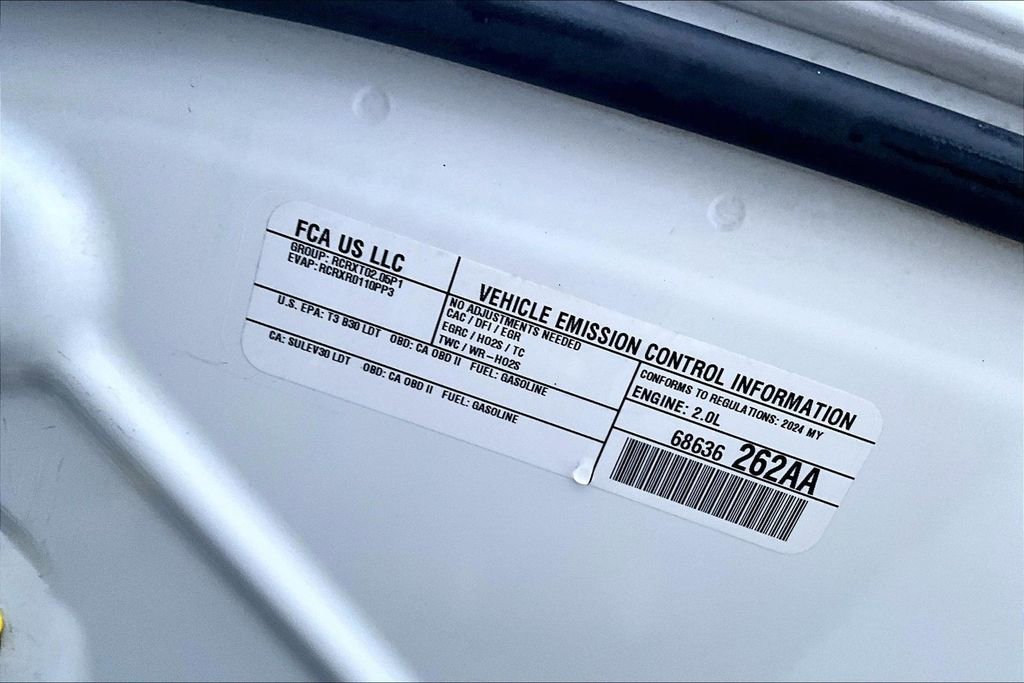 FCA US LLC
GROUP: RCRXT02.05P1
EVAP: RCRXR0110PP3
VEHICLE EMISSION CONTROL INFORMATION
NO ADJUSTMENTS NEEDED
CAC / DFI / EGR
EGRC / HO2S / TC
TWC / WR-HO2S
CONFORMS TO REGULATIONS: 2024 MY
ENGINE: 2.0L
U.S. EPA: T3 B30 LDT OBD: CA OBD II FUEL: GASOLINE
CA: SULEV30 LDT OBD: CA OBD II FUEL: GASOLINE
68636 262AA